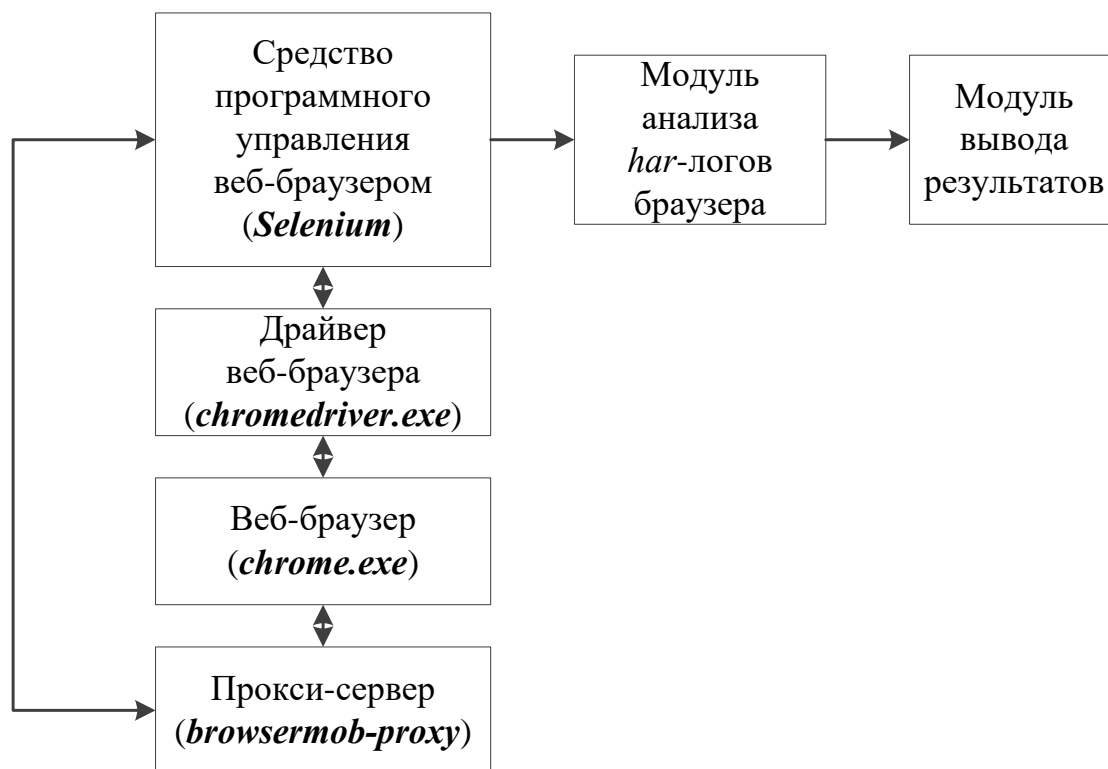 Средство
программного
управления
веб-браузером
(Selenium)
Модуль
анализа
har-логов
браузера
Модуль
вывода
результатов
Драйвер
веб-браузера
(chromedriver.exe)
Веб-браузер
(chrome.exe)
Прокси-сервер
(browsermob-proxy)